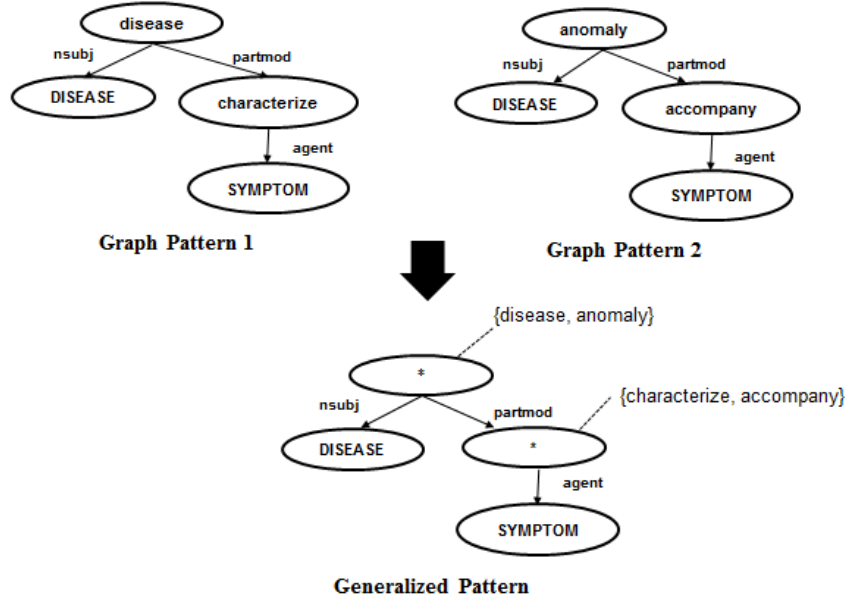 disease
nsubj
partmod
DISEASE
characterize
agent
SYMPTOM
Graph Pattern 1
anomaly
nsubj
partmod
DISEASE
accompany
agent
SYMPTOM
Graph Pattern 2
{disease, anomaly}
*
nsubj
partmod
{characterize, accompany}
DISEASE
*
agent
SYMPTOM
Generalized Pattern